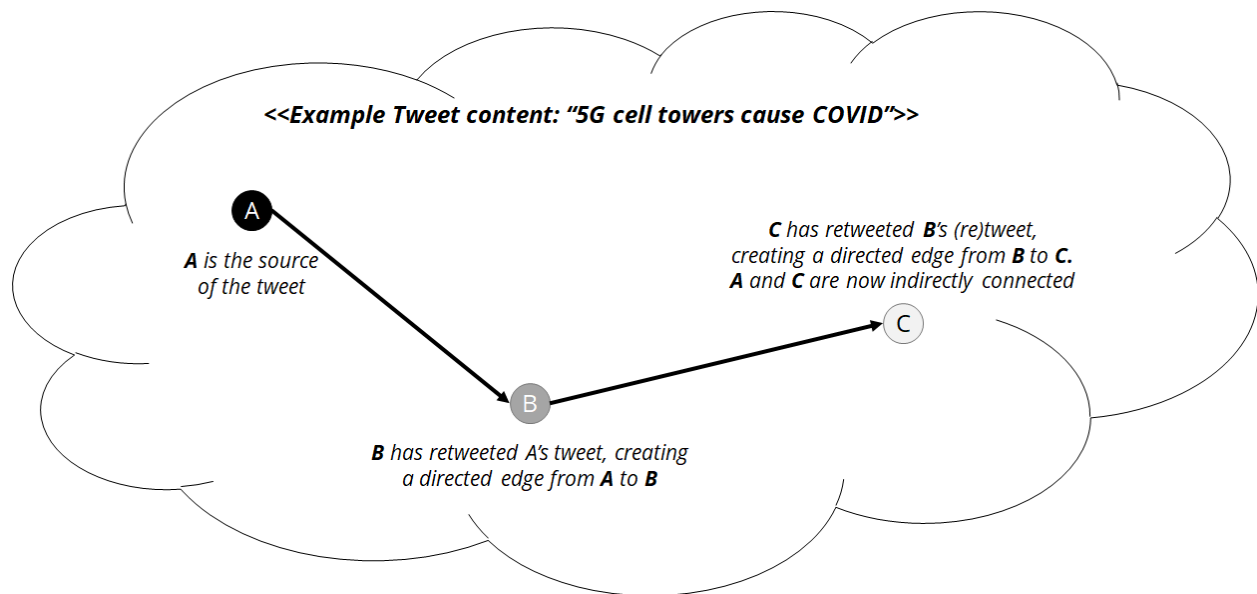 <<Example Tweet content: “5G cell towers cause COVID”>>
A
A is the source
of the tweet
C has retweeted B’s (re)tweet,
creating a directed edge from B to C.
A and C are now indirectly connected
C
B
B has retweeted A’s tweet, creating
a directed edge from A to B